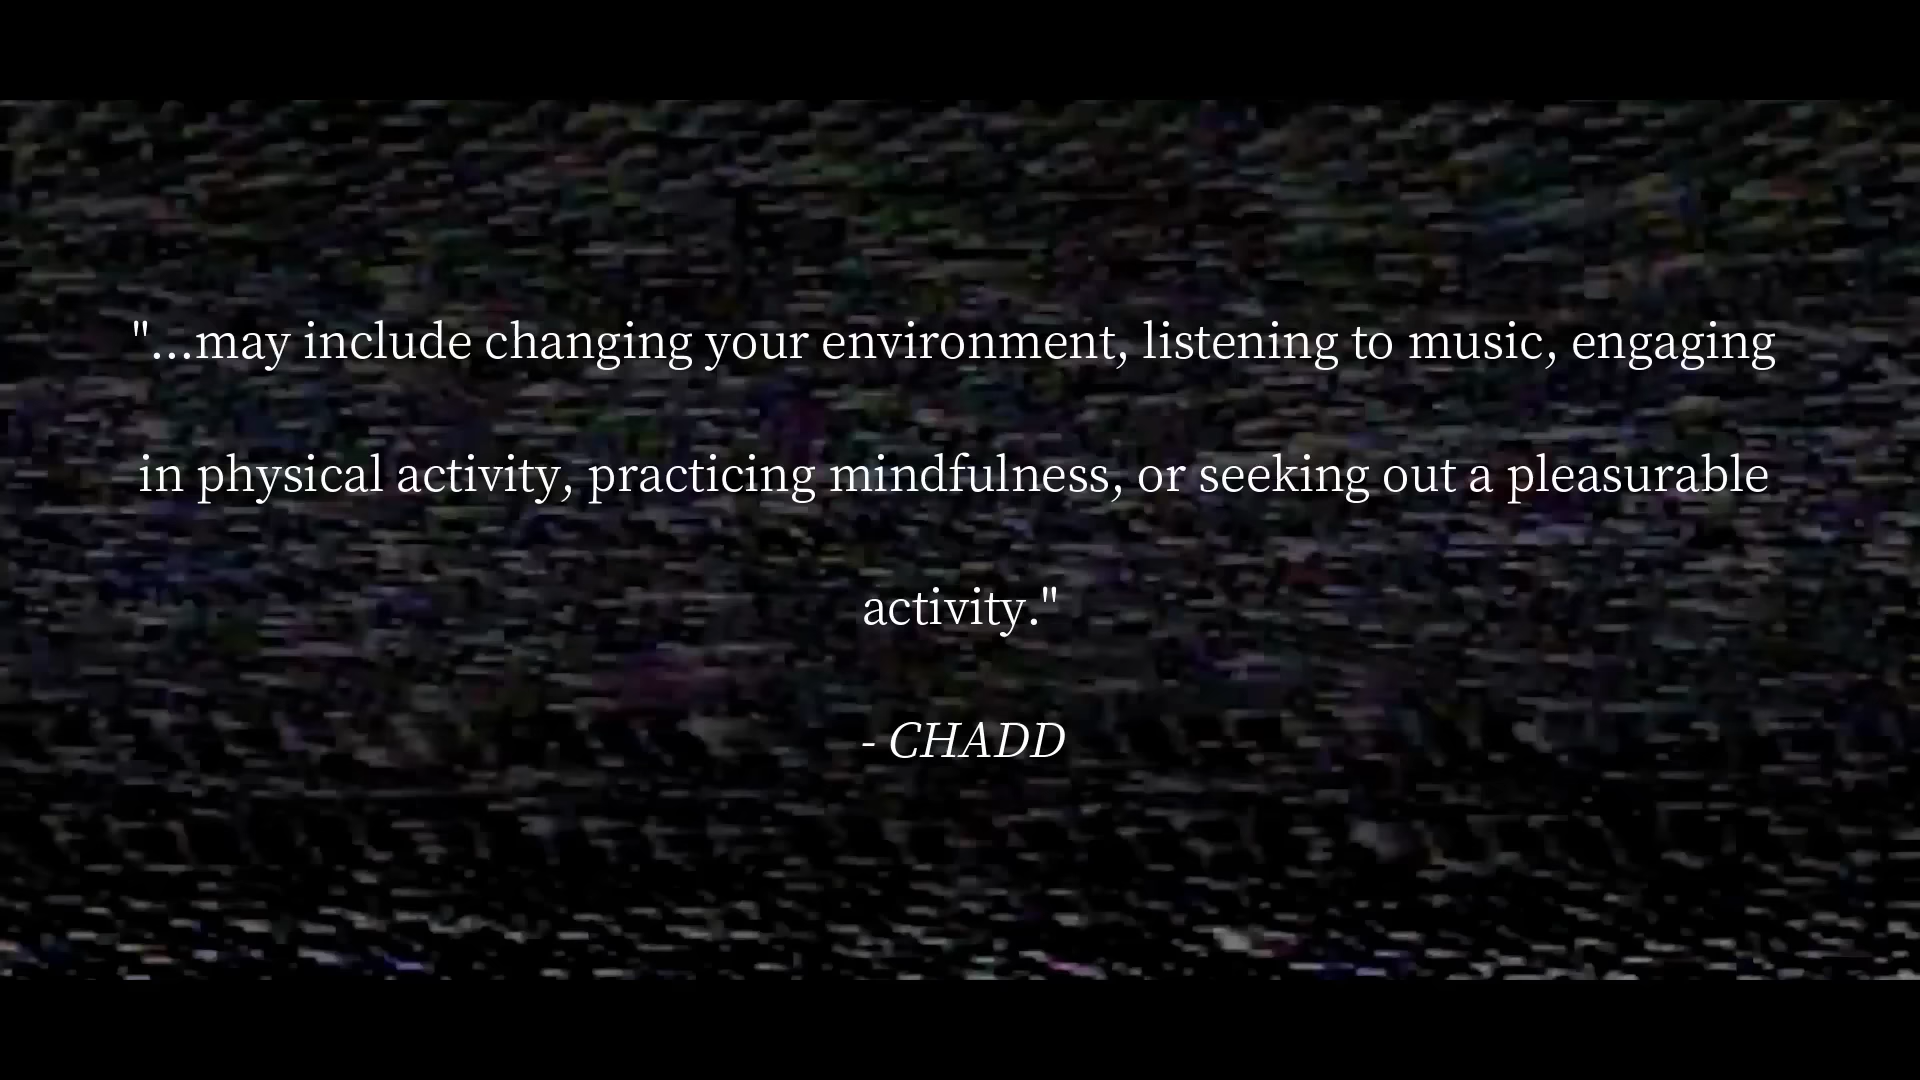 "...may include changing your environment, listening to music, engaging
in physical activity, practicing mindfulness, or seeking out a pleasurable
activity."
- CHADD